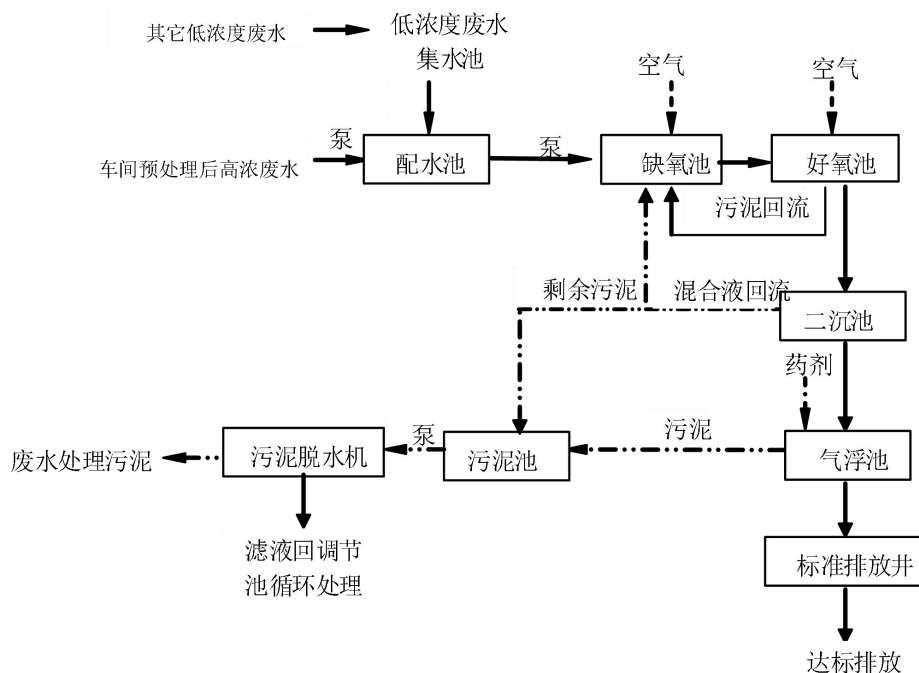 其它低浓度废水
低浓度废水
集水池
空气
空气
泵
泵
车间预处理后高浓废水
配水池
缺氧池
好氧池
污泥回流
剩余污泥
混合液回流
二沉池
药剂
泵
污泥
废水处理污泥
污泥脱水机
污泥池
气浮池
滤液回调节
池循环处理
标准排放井
达标排放